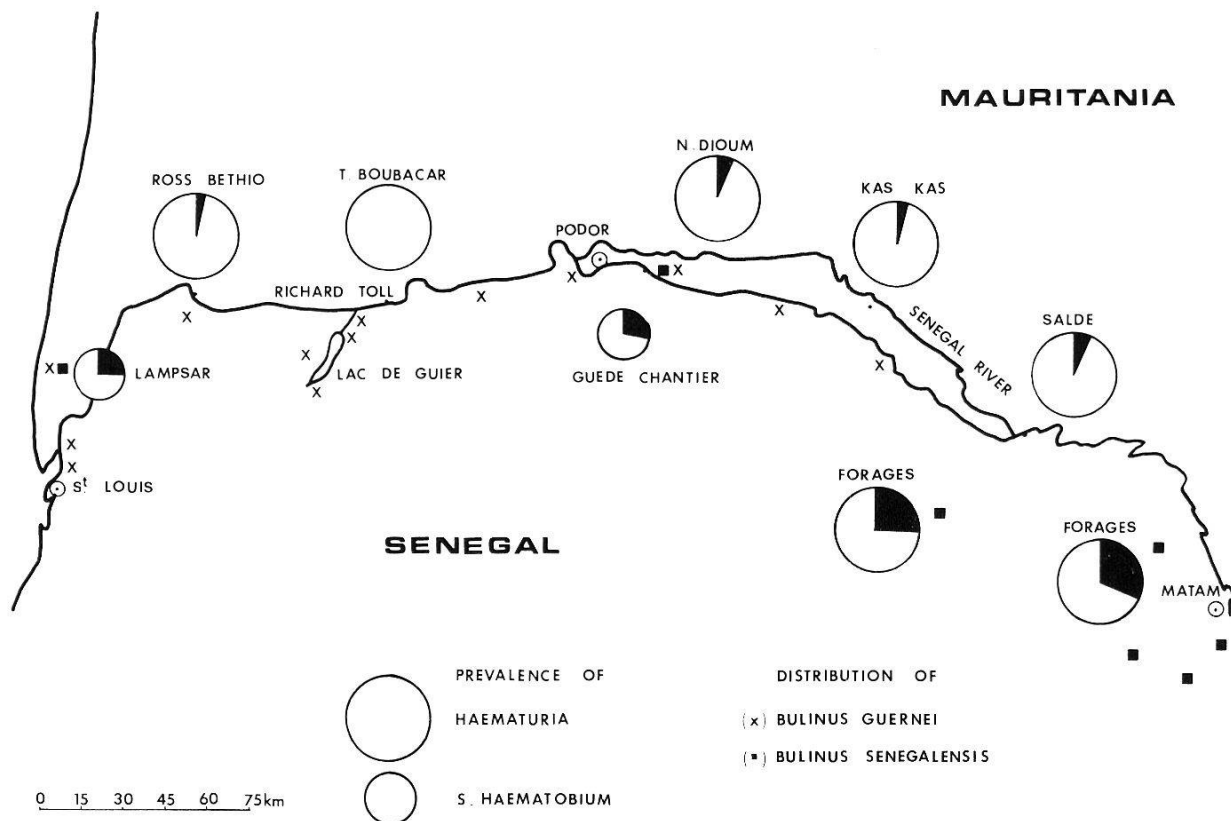 MAURITANIA
N. DIOUM
ROSS BETHIO
T. BOUBACAR
KAS KAS
PODOR
RICHARD TOLL
SENEGAL RIVER
SALDE
LAMPSAR
LAC DE GUIER
GUEDE CHANTIER
St LOUIS
FORAGES
SENEGAL
FORAGES
MATAM
PREVALENCE OF
HAEMATURIA
S. HAEMATOBIUM
DISTRIBUTION OF
(x) BULINUS GUERNEI
(▪) BULINUS SENEGALENSIS
0 15 30 45 60 75km